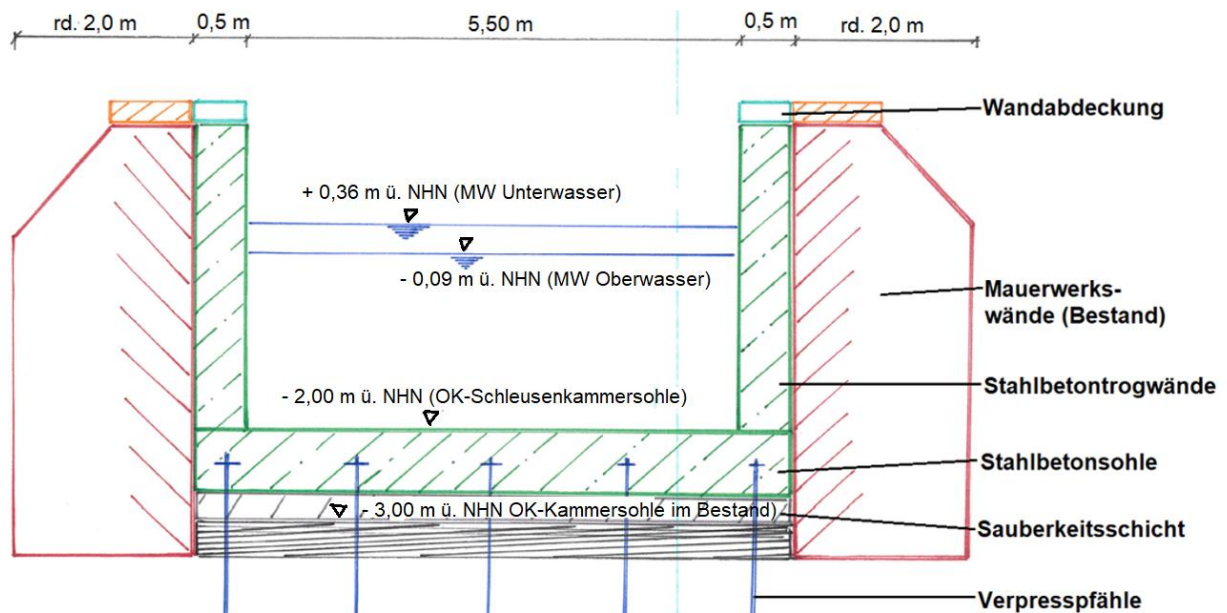 rd. 2,0 m 0,5 m 5,50 m 0,5 m rd. 2,0 m
Wandabdeckung
+ 0,36 m ü. NHN (MW Unterwasser)
- 0,09 m ü. NHN (MW Oberwasser)
Mauerwerks-
wände (Bestand)
- 2,00 m ü. NHN (OK-Schleusenkammersohle)
Stahlbetontrogwände
Stahlbetonsohle
- 3,00 m ü. NHN OK-Kammersohle im Bestand)
Sauberkeitsschicht
Verpresspfähle